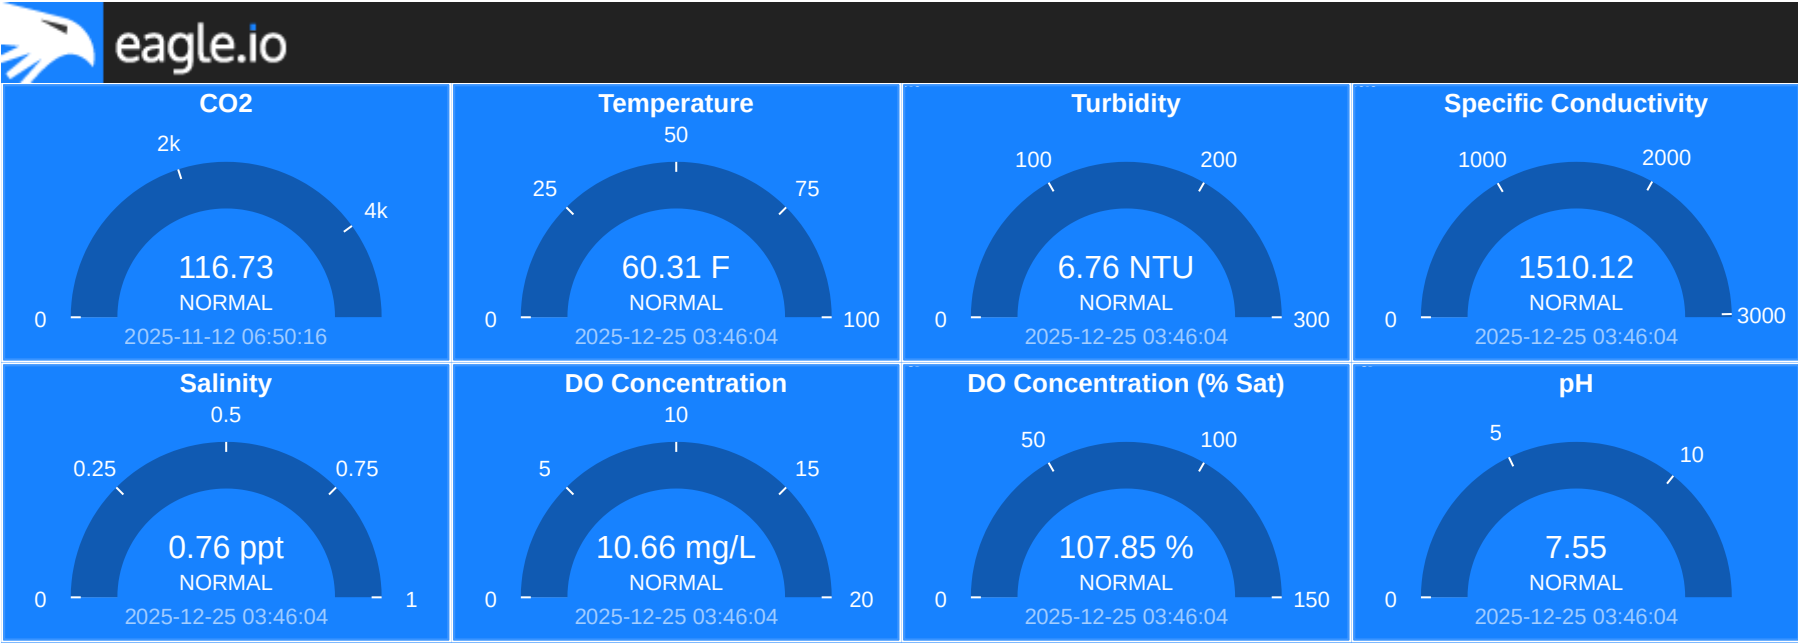 eagle.io
CO2
2k
4k
0
116.73
NORMAL
2025-11-12 06:50:16
Temperature
50
25
75
0
100
60.31 F
NORMAL
2025-12-25 03:46:04
Turbidity
100
200
0
300
6.76 NTU
NORMAL
2025-12-25 03:46:04
Specific Conductivity
1000
2000
0
3000
1510.12
NORMAL
2025-12-25 03:46:04
Salinity
0.5
0.25
0.75
0
1
0.76 ppt
NORMAL
2025-12-25 03:46:04
DO Concentration
10
5
15
0
20
10.66 mg/L
NORMAL
2025-12-25 03:46:04
DO Concentration (% Sat)
50
100
0
150
107.85 %
NORMAL
2025-12-25 03:46:04
pH
5
10
0
7.55
NORMAL
2025-12-25 03:46:04